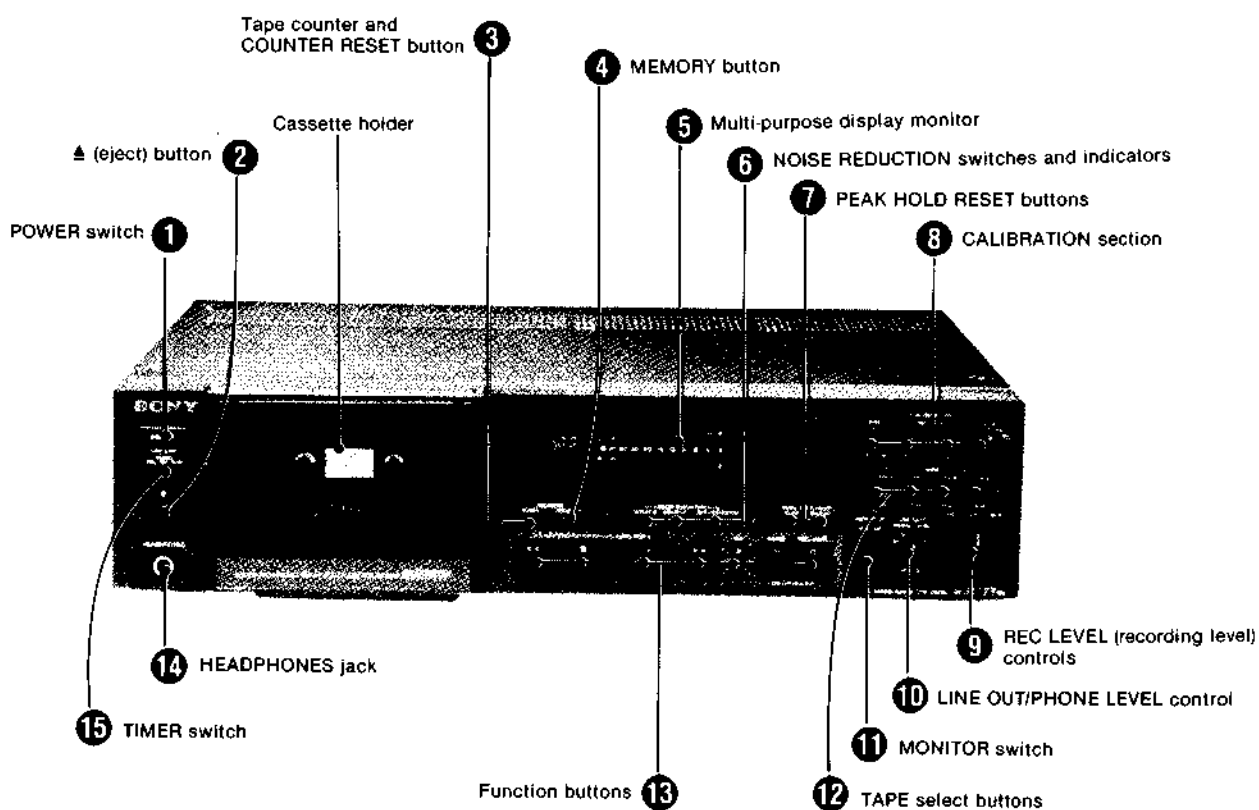 Tape counter and
COUNTER RESET button 3
4 MEMORY button
Cassette holder
5 Multi-purpose display monitor
≜ (eject) button 2
6 NOISE REDUCTION switches and indicators
7 PEAK HOLD RESET buttons
POWER switch 1
8 CALIBRATION section
SONY
HEADPHONES
9 REC LEVEL (recording level)
controls
14 HEADPHONES jack
10 LINE OUT/PHONE LEVEL control
15 TIMER switch
11 MONITOR switch
Function buttons 13
12 TAPE select buttons